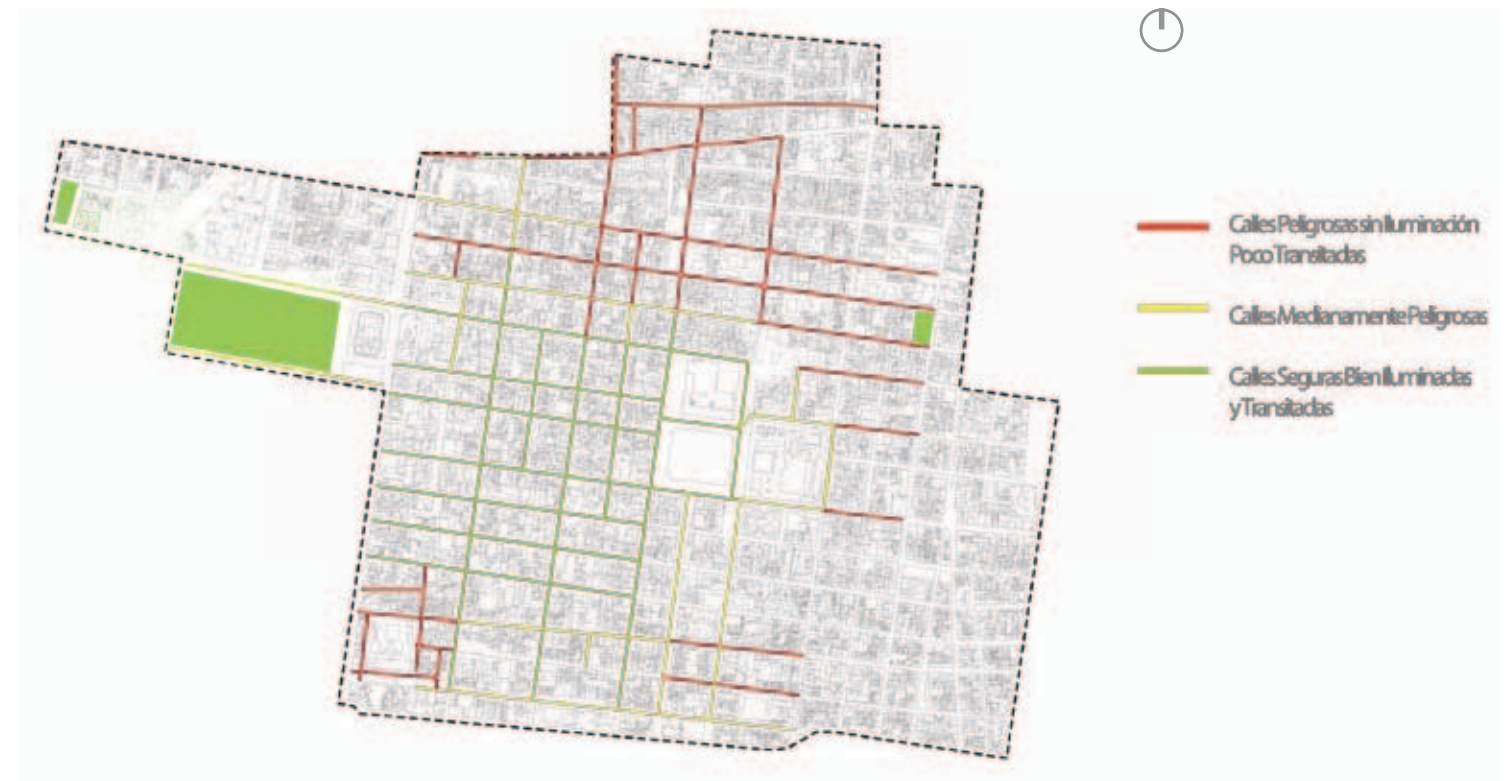 Calles Peligrosas sin Iluminación
Poco Transitadas
Calles Medianamente Peligrosas
Calles Seguras Bien Iluminadas
y Transitadas